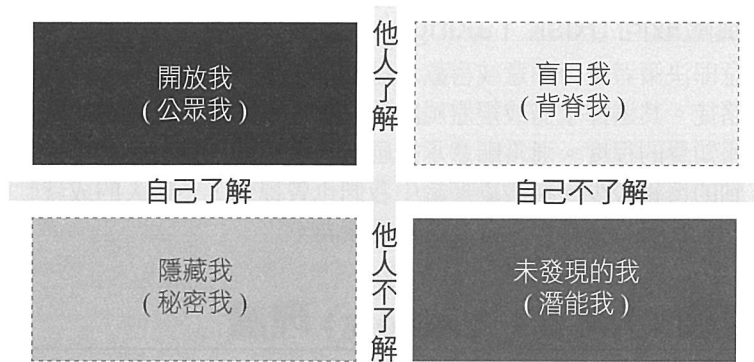 開放我
(公眾我)
他人了解
盲目我
(背脊我)
自己了解
自己不了解
隱藏我
(秘密我)
他人不了解
未發現的我
(潛能我)